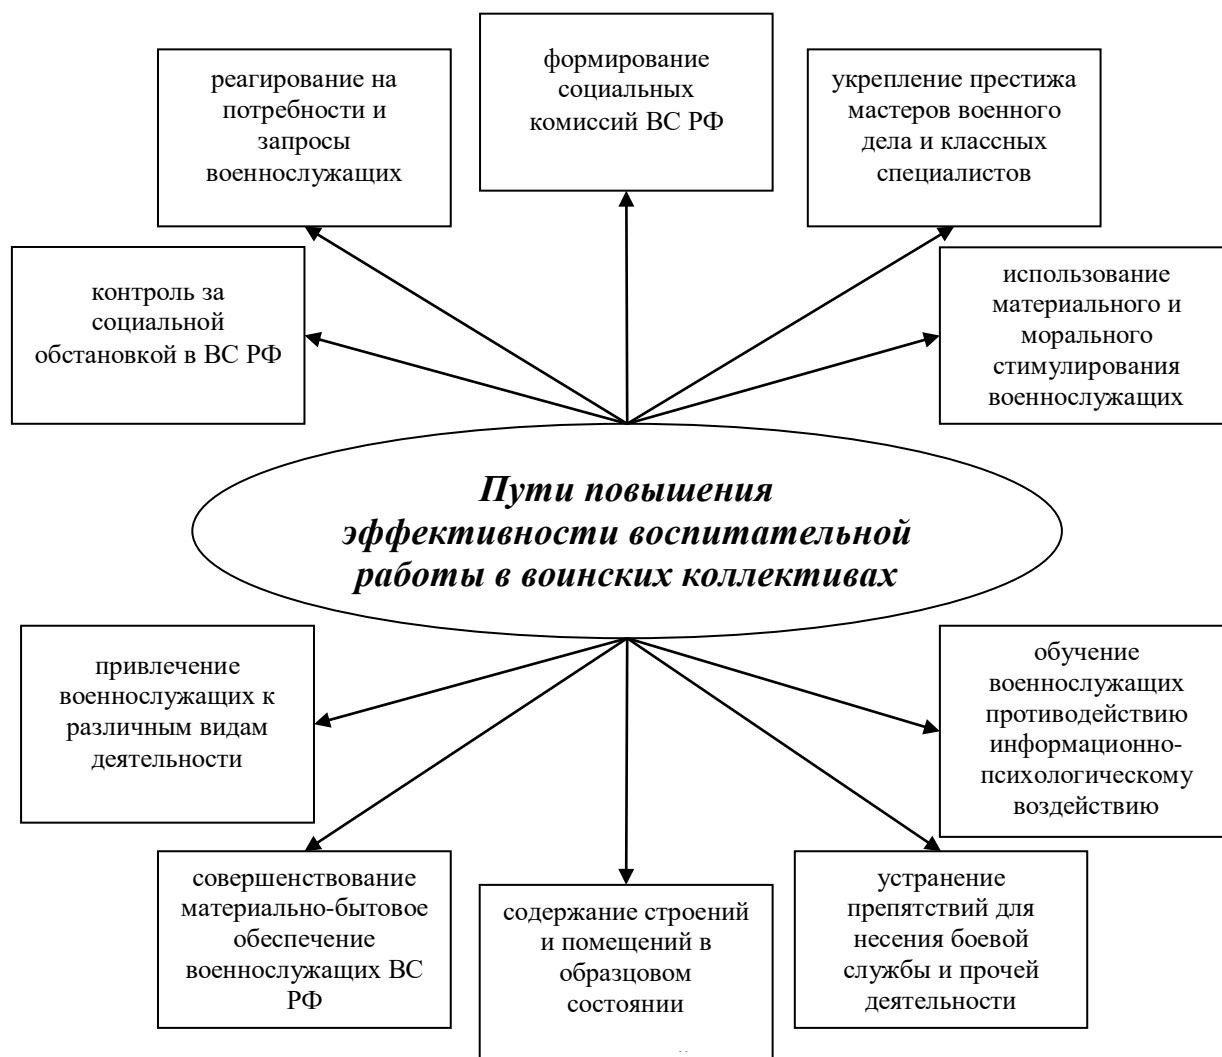 формирование
социальных
комиссий ВС РФ
реагирование на
потребности и
запросы
военнослужащих
укрепление престижа
мастеров военного
дела и классных
специалистов
контроль за
социальной
обстановкой в ВС РФ
использование
материального и
морального
стимулирования
военнослужащих
Пути повышения
эффективности воспитательной
работы в воинских коллективах
привлечение
военнослужащих к
различным видам
деятельности
обучение
военнослужащих
противодействию
информационно-
психологическому
воздействию
совершенствование
материально-бытовое
обеспечение
военнослужащих ВС
РФ
содержание строений
и помещений в
образцовом
состоянии
устранение
препятствий для
несения боевой
службы и прочей
деятельности